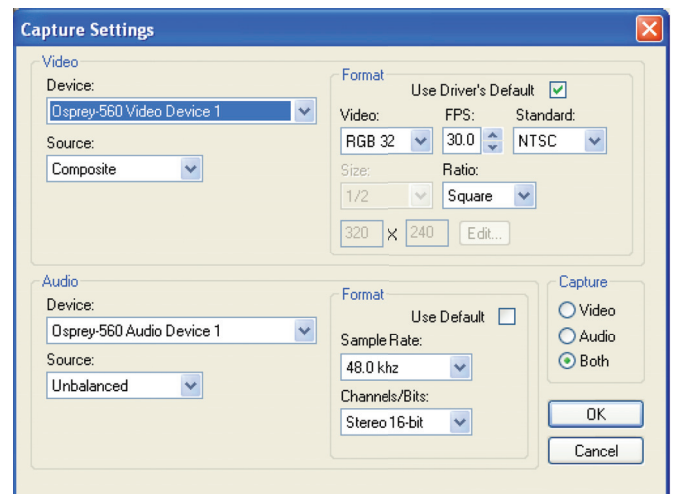 Capture Settings
Video
Device:
Osprey-560 Video Device 1
Source:
Composite
Format
Use Driver's Default
Video:
FPS:
Standard:
RGB 32
30.0
NTSC
Size:
Ratio:
1/2
Square
320 X 240 Edit...
Audio
Device:
Osprey-560 Audio Device 1
Source:
Unbalanced
Format
Use Default
Sample Rate:
48.0 khz
Channels/Bits:
Stereo 16-bit
Capture
Video
Audio
Both
OK
Cancel